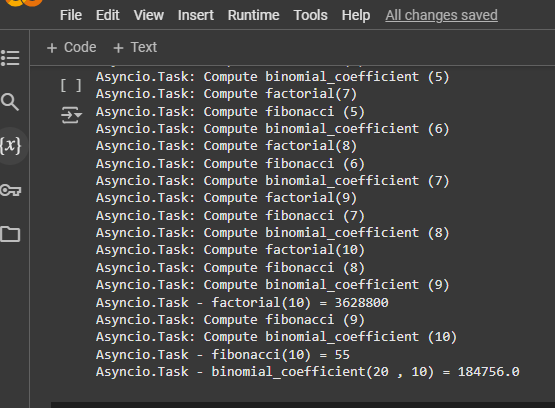 File Edit View Insert Runtime Tools Help All changes saved
+ Code + Text
Asyncio.Task: Compute binomial_coefficient (5)
[ ]
Asyncio.Task: Compute factorial(7)
Asyncio.Task: Compute fibonacci (5)
Asyncio.Task: Compute binomial_coefficient (6)
Asyncio.Task: Compute factorial(8)
{x}
Asyncio.Task: Compute fibonacci (6)
Asyncio.Task: Compute binomial_coefficient (7)
Asyncio.Task: Compute factorial(9)
Asyncio.Task: Compute fibonacci (7)
Asyncio.Task: Compute binomial_coefficient (8)
Asyncio.Task: Compute factorial(10)
Asyncio.Task: Compute fibonacci (8)
Asyncio.Task: Compute binomial_coefficient (9)
Asyncio.Task - factorial(10) = 3628800
Asyncio.Task: Compute fibonacci (9)
Asyncio.Task: Compute binomial_coefficient (10)
Asyncio.Task - fibonacci(10) = 55
Asyncio.Task - binomial_coefficient(20 , 10) = 184756.0